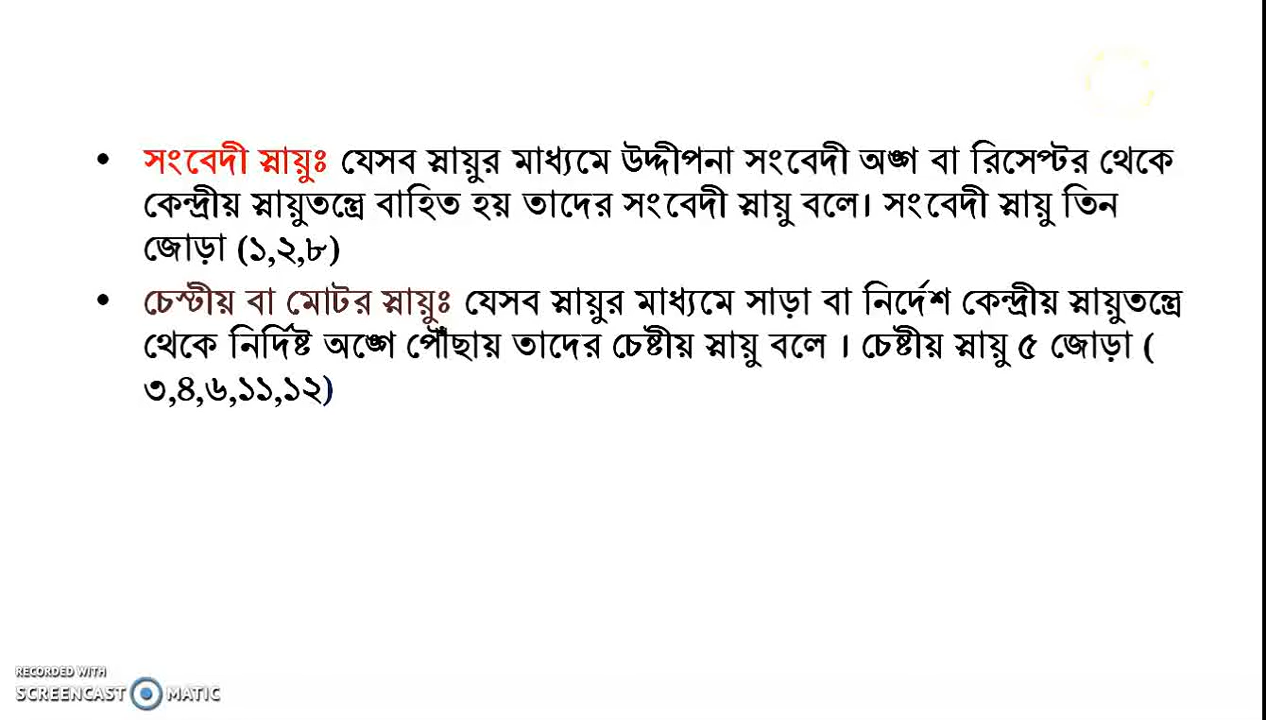 • সংবেদী স্নায়ুঃ যেসব স্নায়ুর মাধ্যমে উদ্দীপনা সংবেদী অঙ্গ বা রিসেপ্টর থেকে
কেন্দ্রীয় স্নায়ুতন্ত্রে বাহিত হয় তাদের সংবেদী স্নায়ু বলে। সংবেদী স্নায়ু তিন
জোড়া (১,২,৮)
• চেস্টীয় বা মোটর স্নায়ুঃ যেসব স্নায়ুর মাধ্যমে সাড়া বা নির্দেশ কেন্দ্রীয় স্নায়ুতন্ত্রে
থেকে নির্দিষ্ট অঙ্গে পৌঁছায় তাদের চেষ্টীয় স্নায়ু বলে । চেষ্টীয় স্নায়ু ৫ জোড়া (
৩,৪,৬,১১,১২)
RECORDED WITH
SCREENCAST MATIC